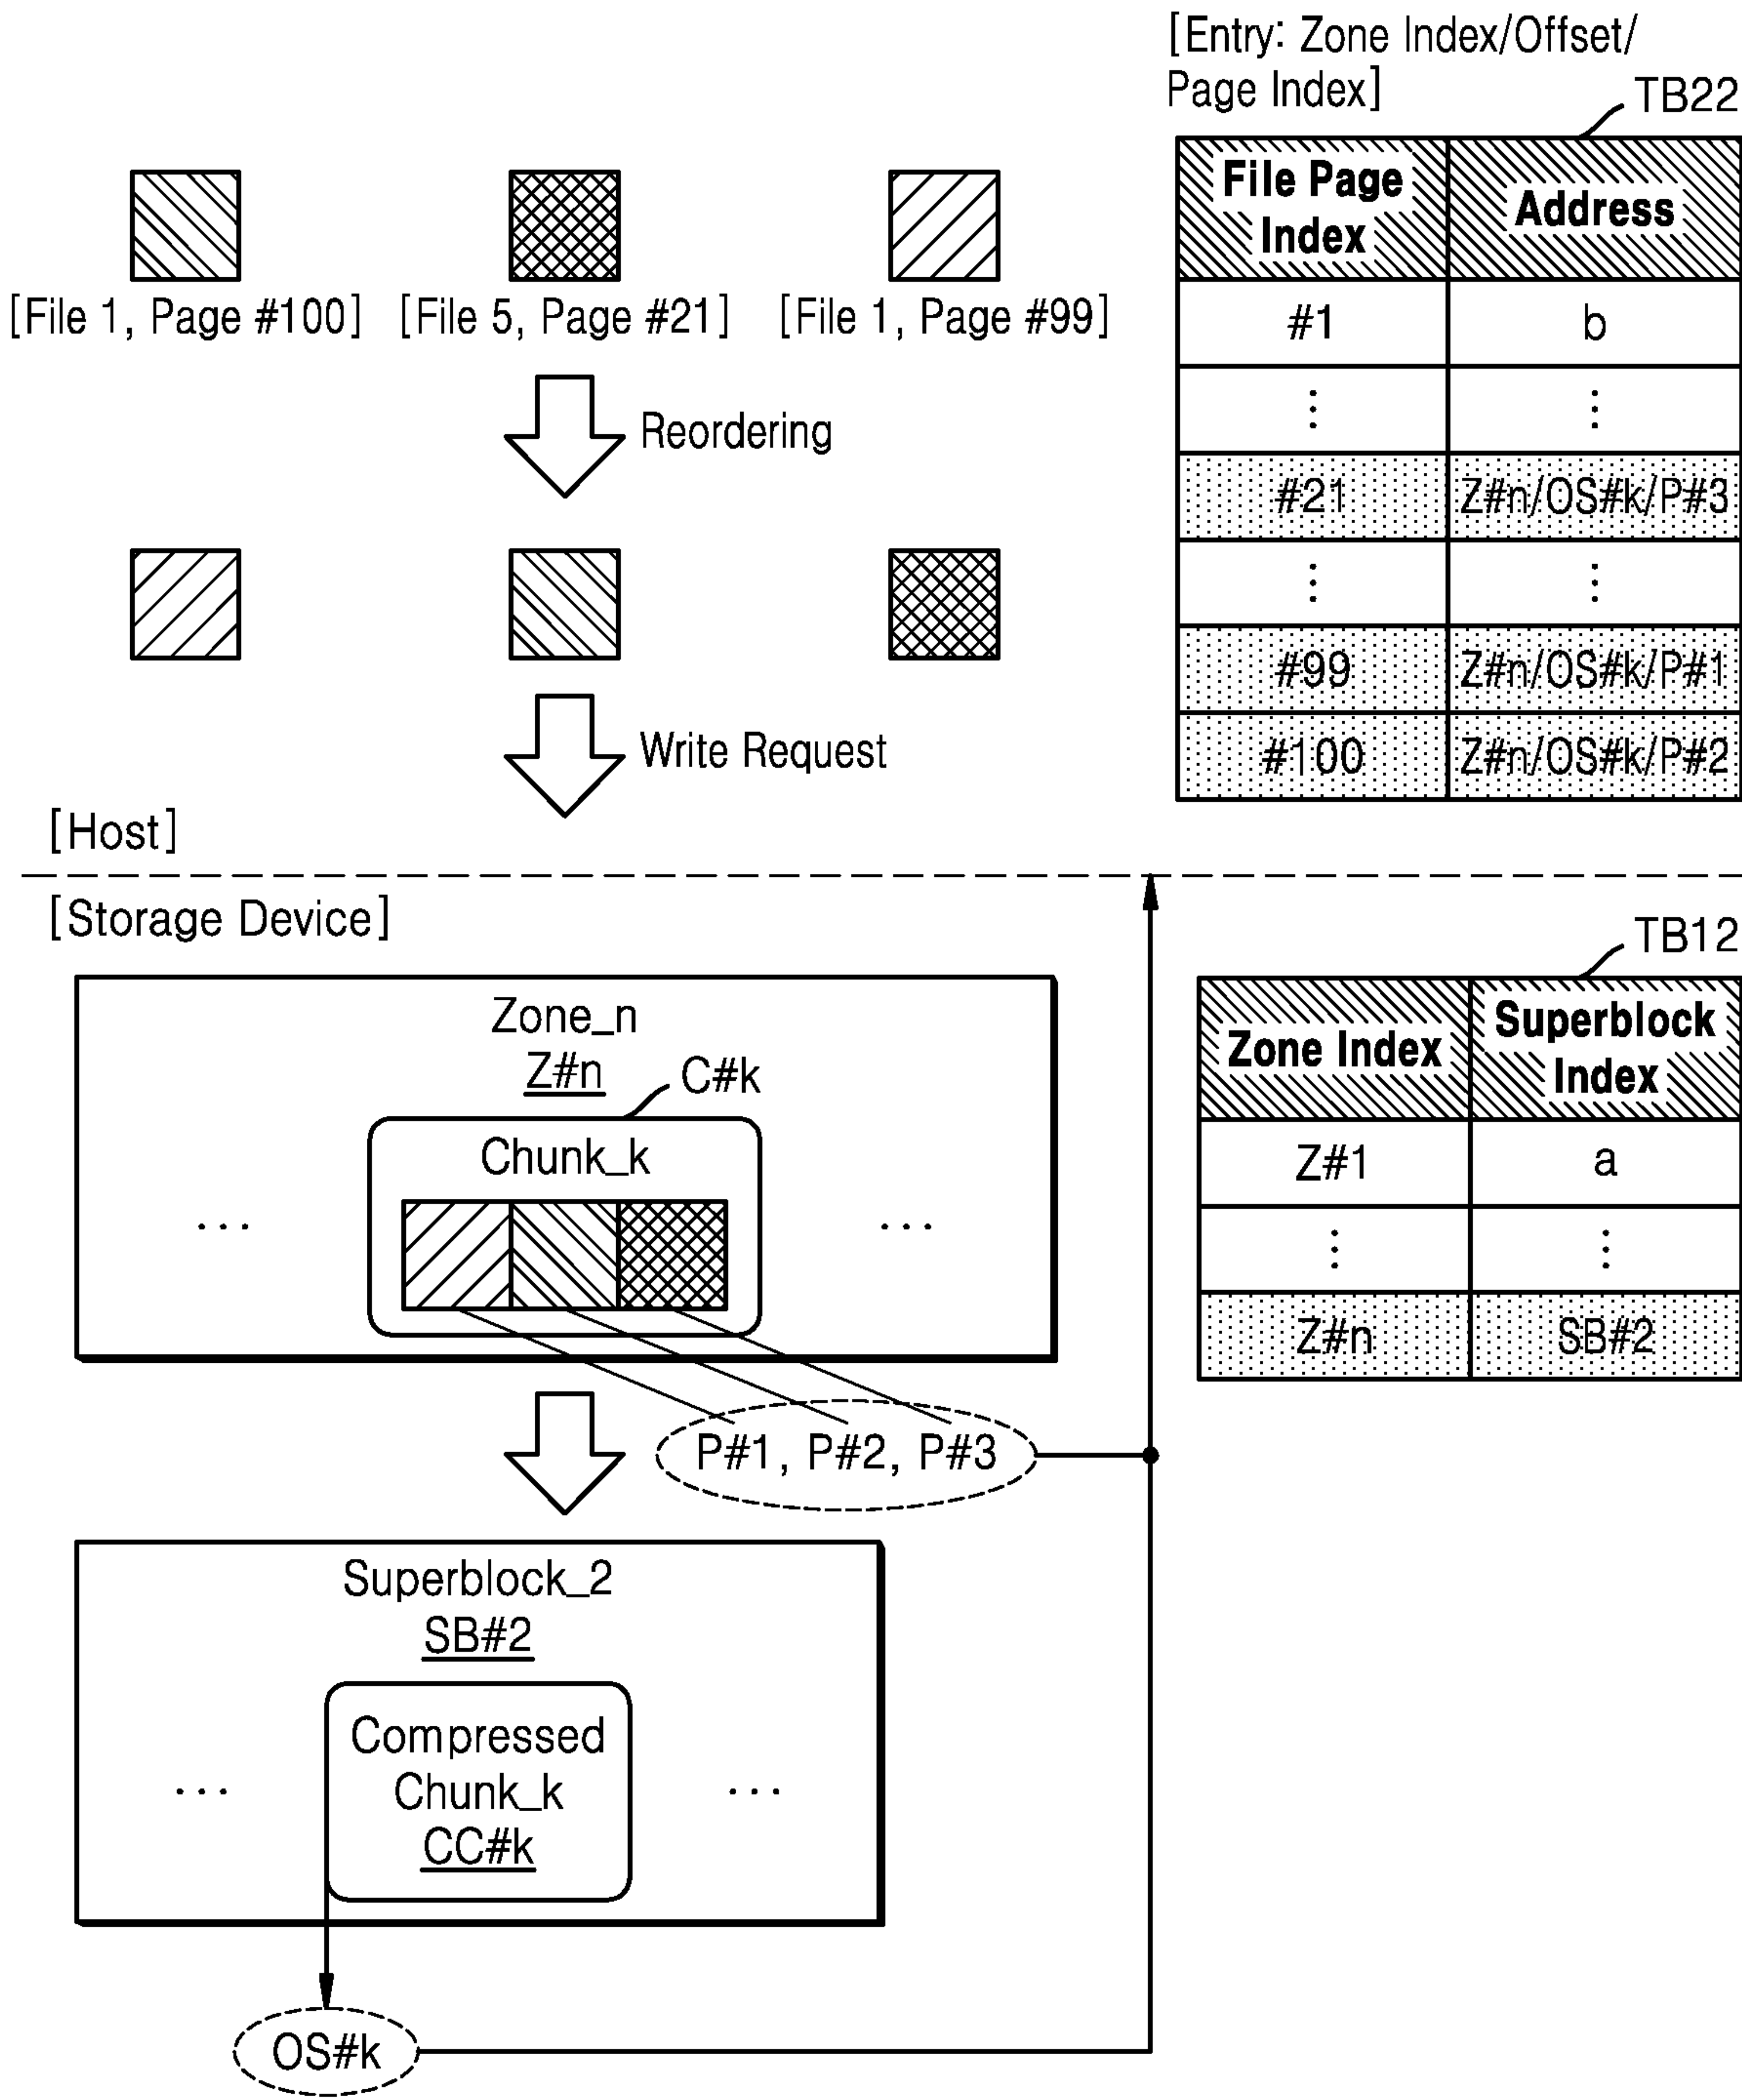 [Entry: Zone Index/Offset/
Page Index]
TB22
File Page
Index
Address
#1
b
⋮
⋮
#21
Z#n/OS#k/P#3
⋮
⋮
#99
Z#n/OS#k/P#1
#100
Z#n/OS#k/P#2
[File 1, Page #100]
[File 5, Page #21]
[File 1, Page #99]
Reordering
Write Request
[Host]
[Storage Device]
Zone_n
Z#n
C#k
Chunk_k
...
...
P#1, P#2, P#3
TB12
Zone Index
Superblock
Index
Z#1
a
⋮
⋮
Z#n
SB#2
Superblock_2
SB#2
Compressed
Chunk_k
CC#k
...
...
OS#k